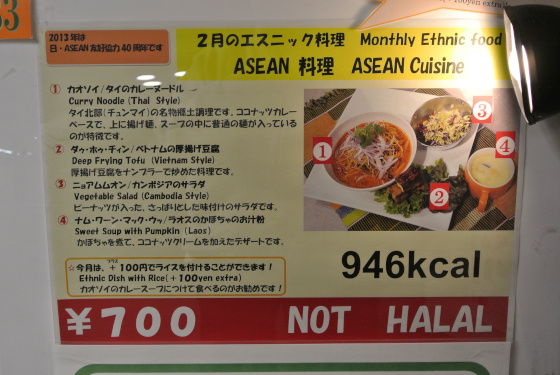 2013年は
日・ASEAN友好協力40周年です
2月のエスニック料理 Monthly Ethnic food
ASEAN 料理 ASEAN Cuisine
① カオソイ/タイのカレーヌードル
Curry Noodle (Thai Style)
タイ北部(チェンマイ)の名物郷土調理です。ココナッツカレー
ベースで、上に揚げ麺、スープの中に普通の麺が入っている
のが特徴です。
② ダゥ・ホゥ・ティン/ベトナムの厚揚げ豆腐
Deep Frying Tofu (Vietnam Style)
厚揚げ豆腐をナンプラーで炒めた料理です。
③ ニョアムムオン/カンボジアのサラダ
Vegetable Salad (Cambodia Style)
ピーナッツが入った、さっぱりとした味付けのサラダです。
④ ナム・ワーン・マック・ウッ/ラオスのかぼちゃのお汁粉
Sweet Soup with Pumpkin (Laos)
かぼちゃを煮て、ココナッツクリームを加えたデザートです。
①
②
③
④
プラス
☆今月は、+100円でライスを付けることができます!
Ethnic Dish with Rice(+100yen extra)
カオソイのカレースープにつけて食べるのがお勧めです!
946kcal
¥700 NOT HALAL